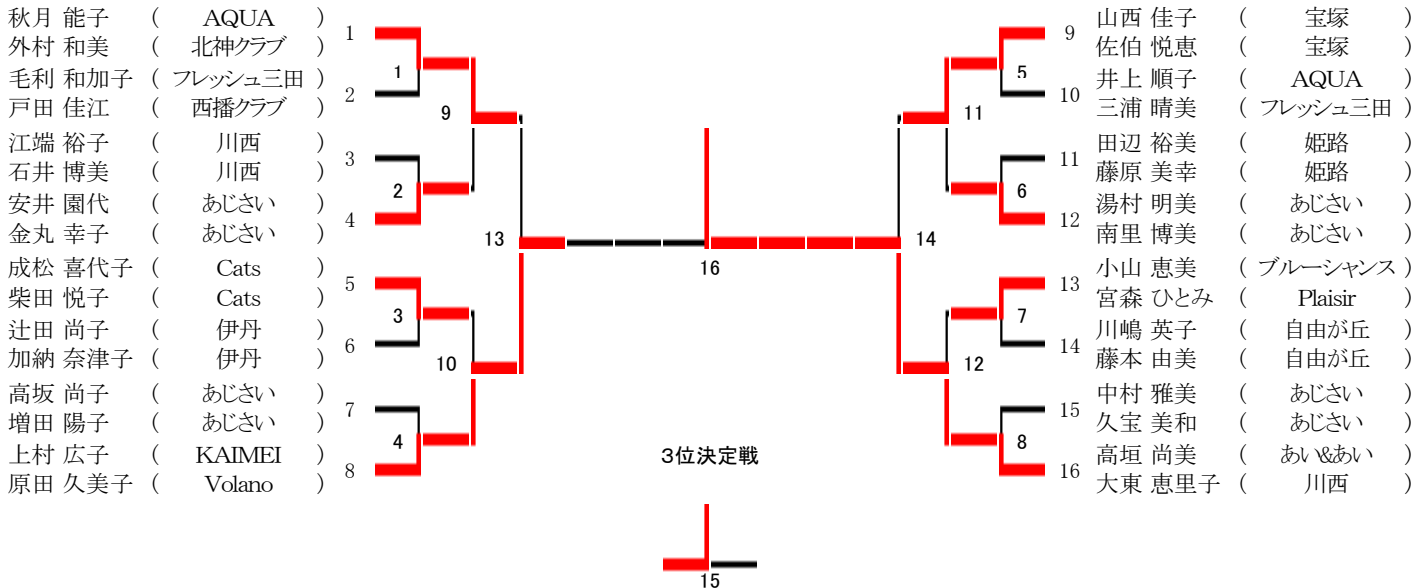 秋月 能子 ( AQUA )
外村 和美 ( 北神クラブ )
1
毛利 和加子 ( フレッシュ三田 )
戸田 佳江 ( 西播クラブ )
2
江端 裕子 ( 川西 )
石井 博美 ( 川西 )
3
安井 園代 ( あじさい )
金丸 幸子 ( あじさい )
4
成松 喜代子 ( Cats )
柴田 悦子 ( Cats )
5
辻田 尚子 ( 伊丹 )
加納 奈津子 ( 伊丹 )
6
高坂 尚子 ( あじさい )
増田 陽子 ( あじさい )
7
上村 広子 ( KAIMEI )
原田 久美子 ( Volano )
8
1
2
3
4
9
10
13
16
14
11
12
5
6
7
8
3位決定戦
15
9
山西 佳子 ( 宝塚 )
佐伯 悦恵 ( 宝塚 )
10
井上 順子 ( AQUA )
三浦 晴美 ( フレッシュ三田 )
11
田辺 裕美 ( 姫路 )
藤原 美幸 ( 姫路 )
12
湯村 明美 ( あじさい )
南里 博美 ( あじさい )
13
小山 恵美 ( ブルーシャンス )
宮森 ひとみ ( Plaisir )
14
川嶋 英子 ( 自由が丘 )
藤本 由美 ( 自由が丘 )
15
中村 雅美 ( あじさい )
久宝 美和 ( あじさい )
16
高垣 尚美 ( あい&あい )
大東 恵里子 ( 川西 )